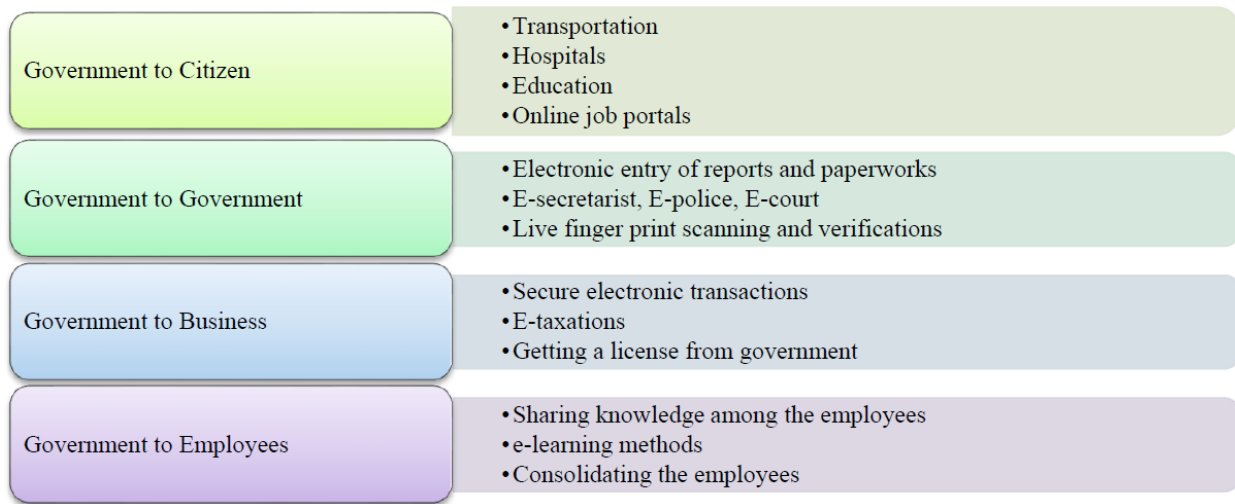 Government to Citizen
•Transportation
•Hospitals
•Education
•Online job portals
Government to Government
•Electronic entry of reports and paperworks
•E-secretarist, E-police, E-court
•Live finger print scanning and verifications
Government to Business
•Secure electronic transactions
•E-taxations
•Getting a license from government
Government to Employees
•Sharing knowledge among the employees
•e-learning methods
•Consolidating the employees